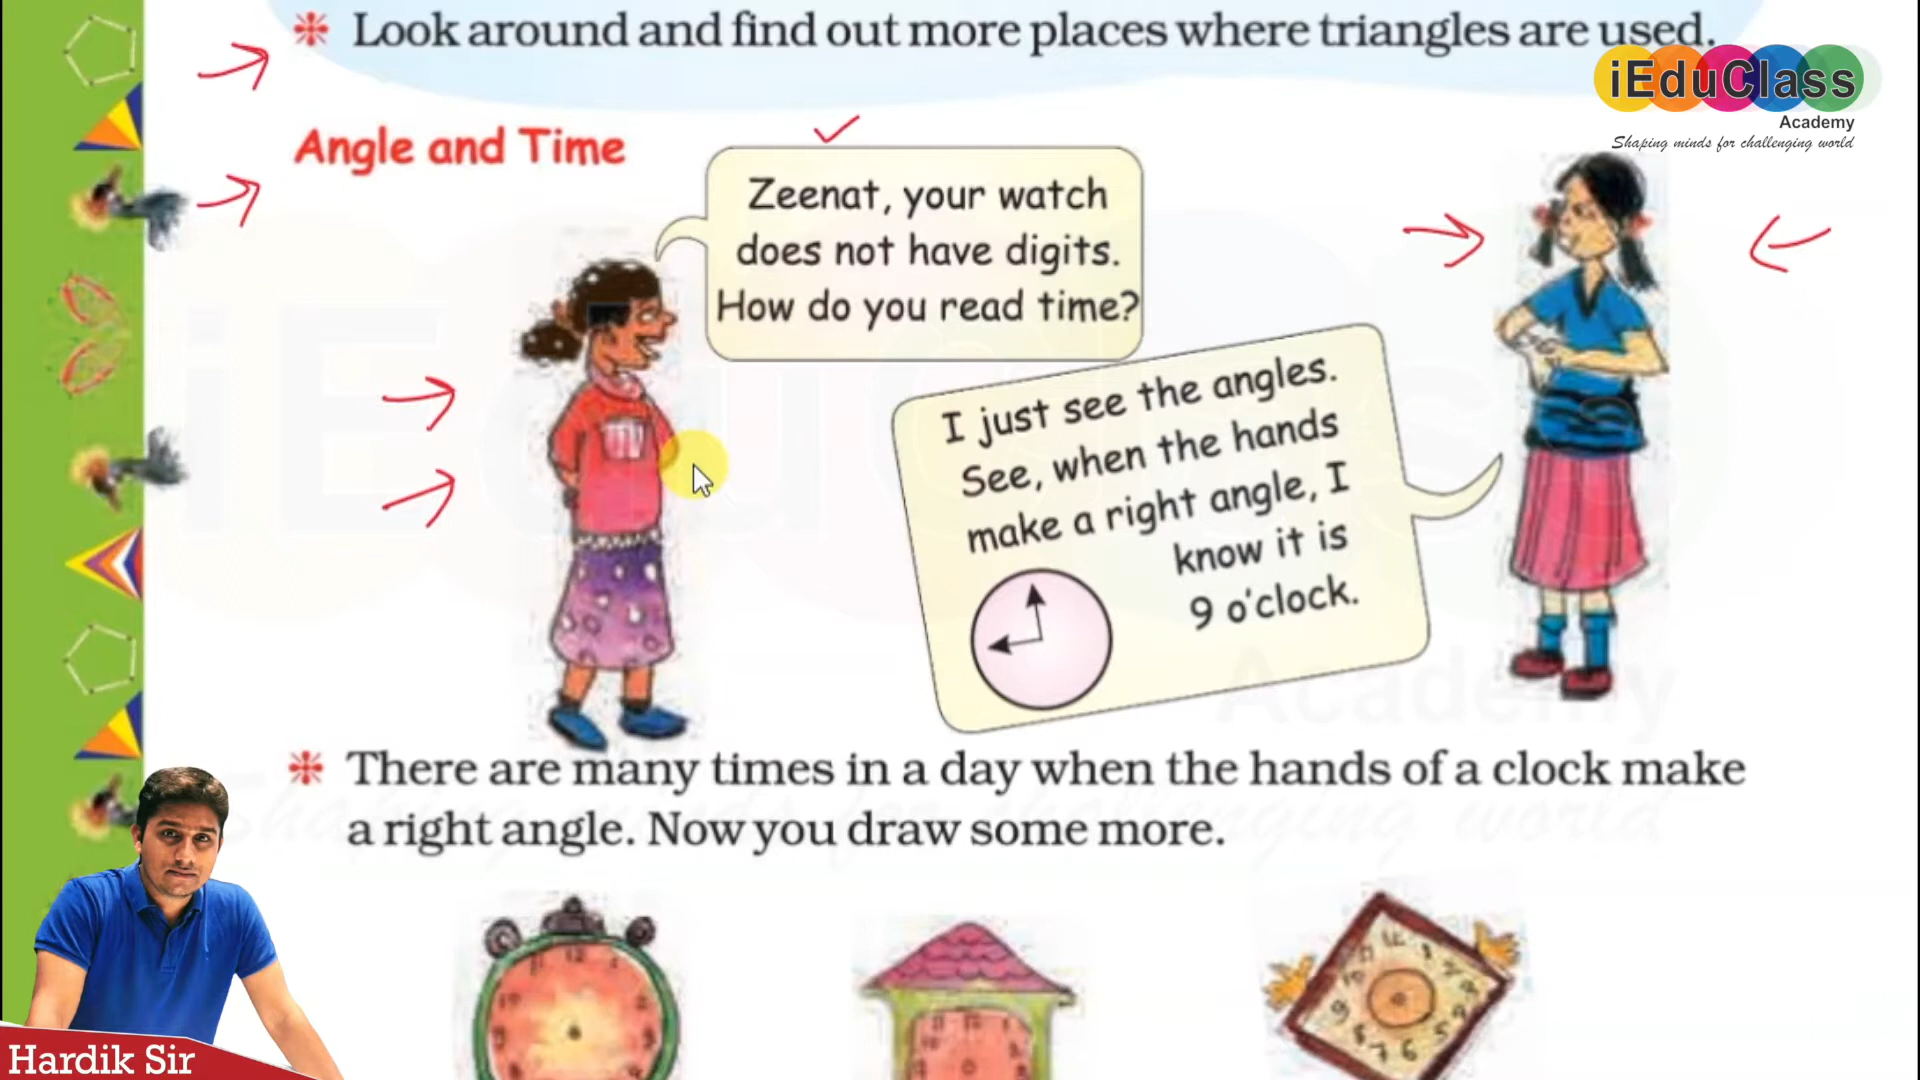 Look around and find out more places where triangles are used.
iEduClass
Academy
Shaping minds for challenging world
Angle and Time
Zeenat, your watch
does not have digits.
How do you read time?
I just see the angles.
See, when the hands
make a right angle, I
know it is
9 o'clock.
There are many times in a day when the hands of a clock make
a right angle. Now you draw some more.
Hardik Sir